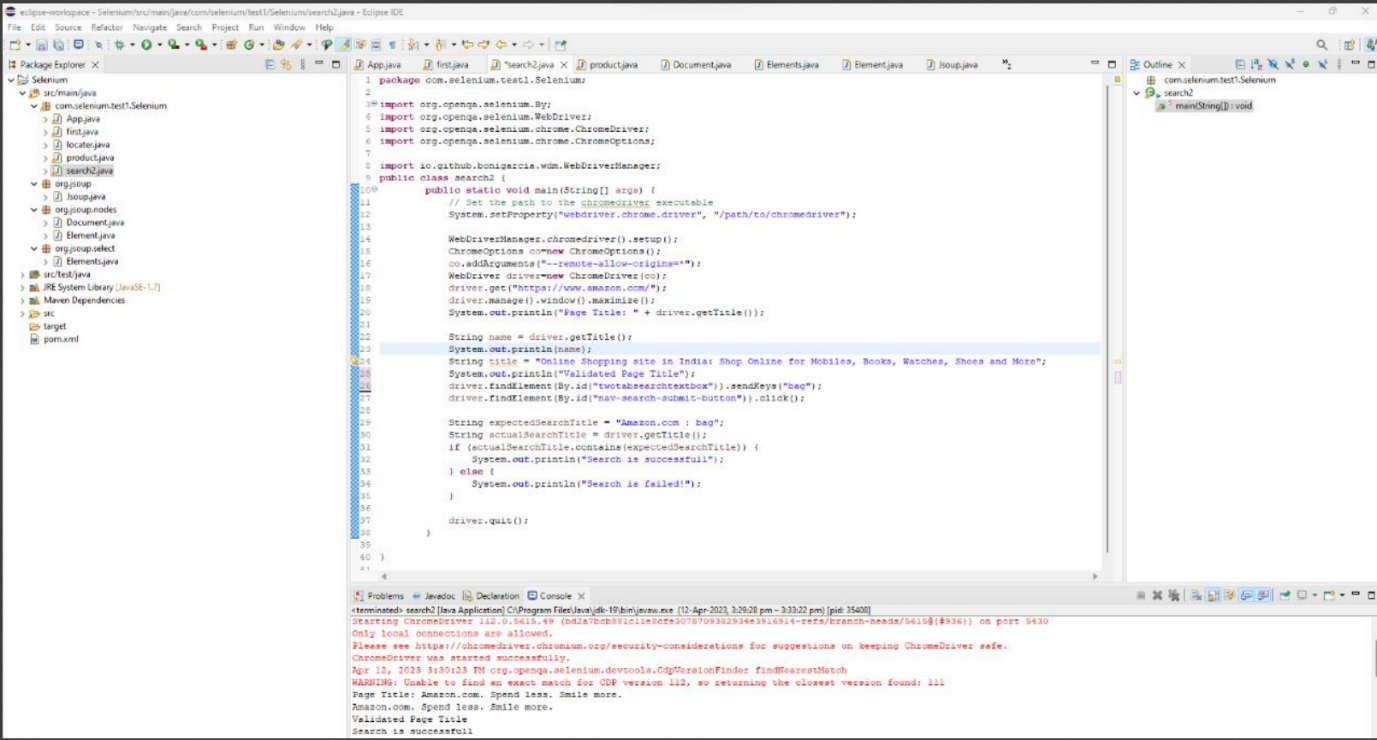 eclipse-workspace - Selenium/src/main/java/com/selenium/test1/Selenium/search2.java - Eclipse IDE
File Edit Source Refactor Navigate Search Project Run Window Help
Package Explorer
Selenium
src/main/java
com.selenium.test1.Selenium
App.java
first.java
locater.java
product.java
search2.java
org.jsoup
Jsoup.java
org.jsoup.nodes
Document.java
Element.java
org.jsoup.select
Elements.java
src/test/java
JRE System Library [JavaSE-1.7]
Maven Dependencies
src
target
pom.xml
App.java first.java *search2.java product.java Document.java Elements.java Element.java Jsoup.java "2
1 package com.selenium.test1.Selenium;
2
3 import org.openqa.selenium.By;
4 import org.openqa.selenium.WebDriver;
5 import org.openqa.selenium.chrome.ChromeDriver;
6 import org.openqa.selenium.chrome.ChromeOptions;
7
8 import io.github.bonigarcia.wdm.WebDriverManager;
9 public class search2 {
10 public static void main(String[] args) {
11 // Set the path to the chromedriver executable
12 System.setProperty("webdriver.chrome.driver", "/path/to/chromedriver");
13
14 WebDriverManager.chromedriver().setup();
15 ChromeOptions co=new ChromeOptions();
16 co.addArguments("--remote-allow-origins=*");
17 WebDriver driver=new ChromeDriver(co);
18 driver.get("https://www.amazon.com/");
19 driver.manage().window().maximize();
20 System.out.println("Page Title: " + driver.getTitle());
21
22 String name = driver.getTitle();
23 System.out.println(name);
24 String title = "Online Shopping site in India: Shop Online for Mobiles, Books, Watches, Shoes and More";
25 System.out.println("Validated Page Title");
26 driver.findElement(By.id("twotabsearchtextbox")).sendKeys("bag");
27 driver.findElement(By.id("nav-search-submit-button")).click();
28
29 String expectedSearchTitle = "Amazon.com : bag";
30 String actualSearchTitle = driver.getTitle();
31 if (actualSearchTitle.contains(expectedSearchTitle)) {
32 System.out.println("Search is successfull");
33 } else {
34 System.out.println("Search is failed!");
35 }
36
37 driver.quit();
38 }
39
40 }
41
Outline
com.selenium.test1.Selenium
search2
main(String[]) : void
Problems Javadoc Declaration Console
<terminated> search2 [Java Application] C:\Program Files\Java\jdk-19\bin\javaw.exe (12-Apr-2023, 3:29:28 pm – 3:33:22 pm) [pid: 35408]
Starting ChromeDriver 112.0.5615.49 (bd2a7bcb881c11e8cfe3078709382934e3916914-refs/branch-heads/5615@{#936}) on port 5430
Only local connections are allowed.
Please see https://chromedriver.chromium.org/security-considerations for suggestions on keeping ChromeDriver safe.
ChromeDriver was started successfully.
Apr 12, 2023 3:30:23 PM org.openqa.selenium.devtools.CdpVersionFinder findNearestMatch
WARNING: Unable to find an exact match for CDP version 112, so returning the closest version found: 111
Page Title: Amazon.com. Spend less. Smile more.
Amazon.com. Spend less. Smile more.
Validated Page Title
Search is successfull